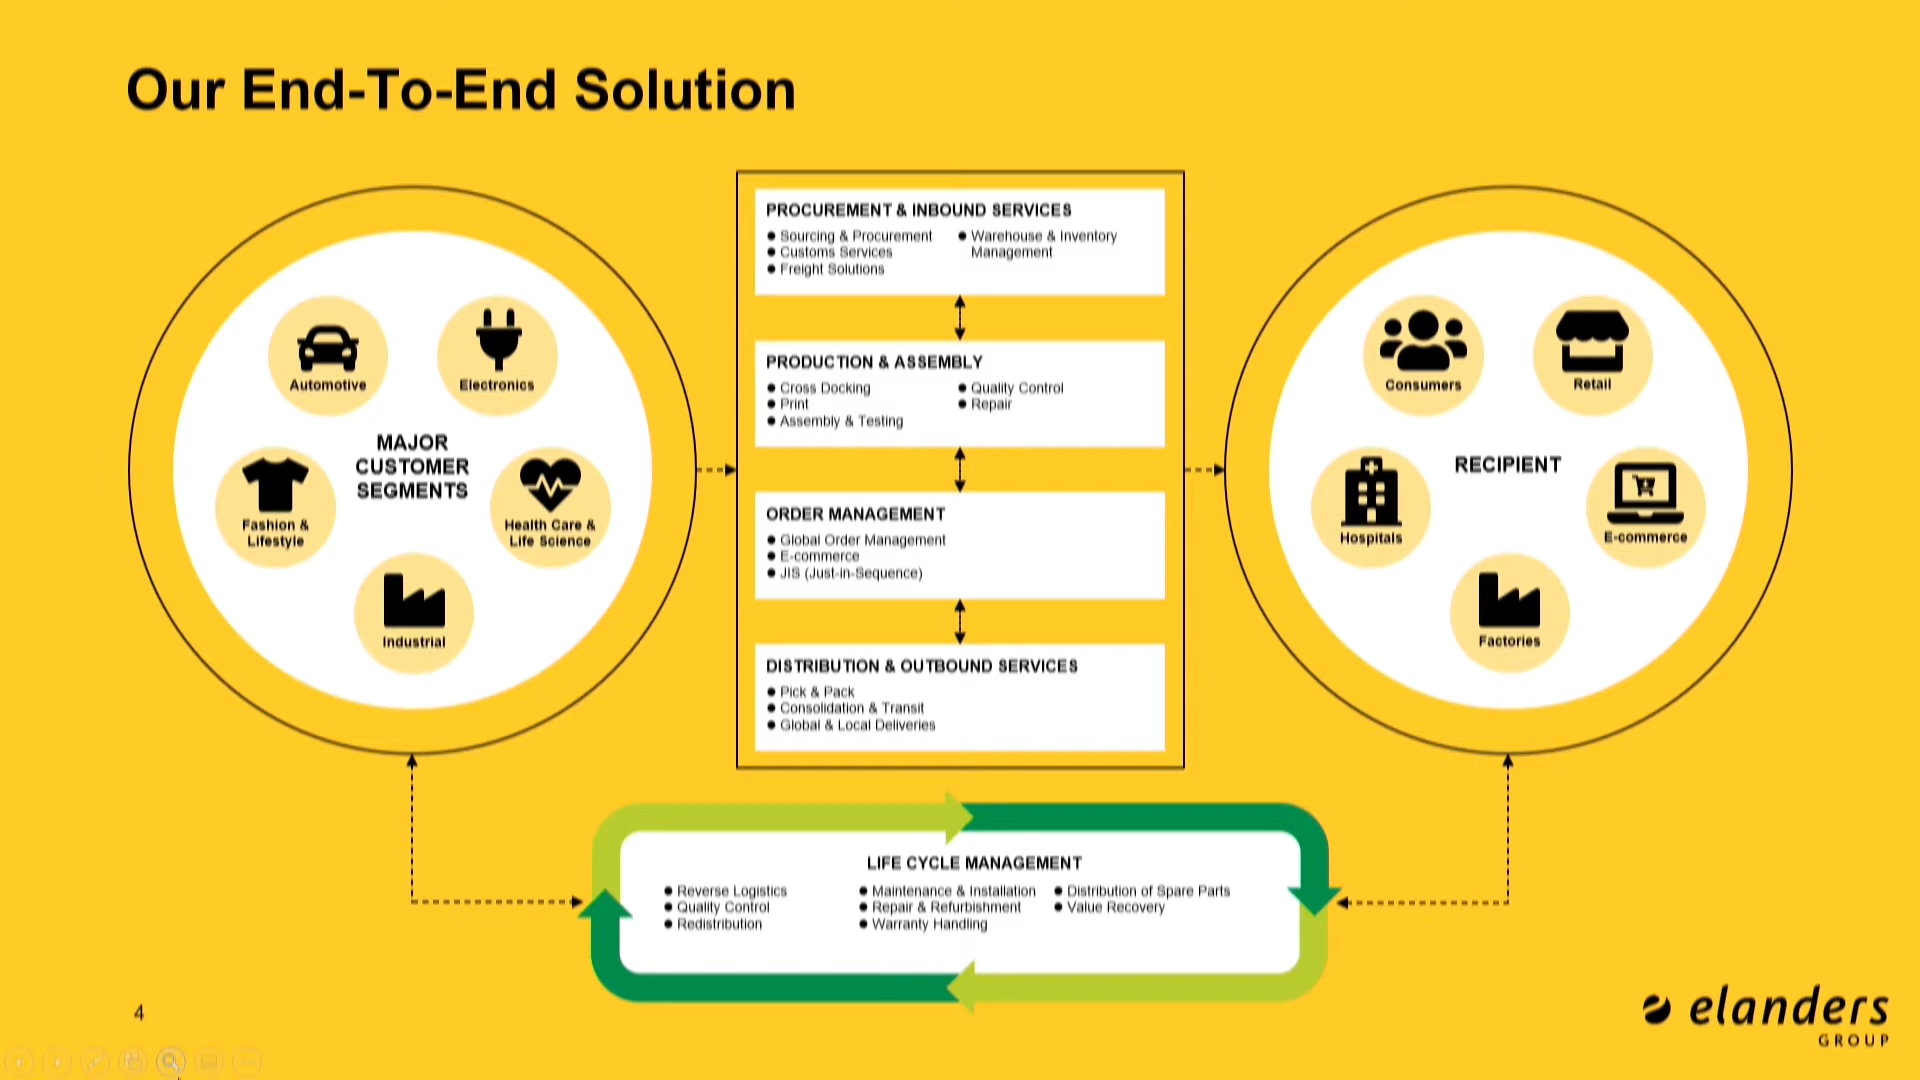 Our End-To-End Solution
Automotive
Electronics
MAJOR
CUSTOMER
SEGMENTS
Fashion &
Lifestyle
Health Care &
Life Science
Industrial
PROCUREMENT & INBOUND SERVICES
● Sourcing & Procurement
● Customs Services
● Freight Solutions
● Warehouse & Inventory
Management
PRODUCTION & ASSEMBLY
● Cross Docking
● Print
● Assembly & Testing
● Quality Control
● Repair
ORDER MANAGEMENT
● Global Order Management
● E-commerce
● JIS (Just-in-Sequence)
DISTRIBUTION & OUTBOUND SERVICES
● Pick & Pack
● Consolidation & Transit
● Global & Local Deliveries
Consumers
Retail
RECIPIENT
Hospitals
E-commerce
Factories
LIFE CYCLE MANAGEMENT
● Reverse Logistics
● Quality Control
● Redistribution
● Maintenance & Installation
● Repair & Refurbishment
● Warranty Handling
● Distribution of Spare Parts
● Value Recovery
4
elanders
GROUP